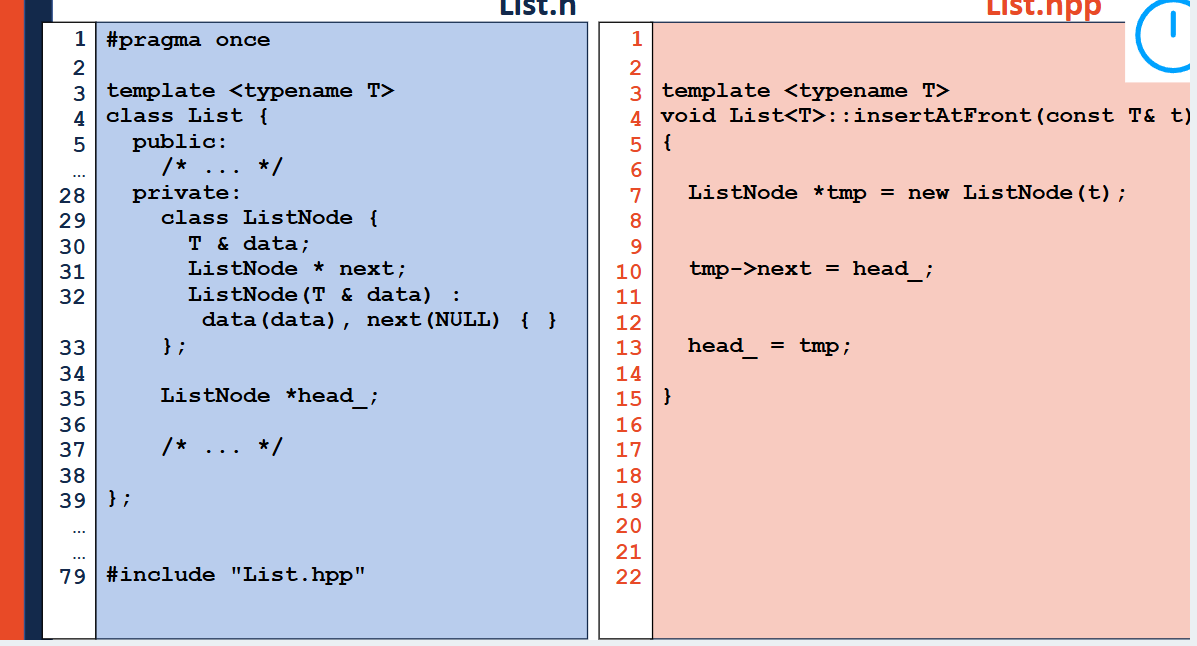 List.h
1 #pragma once
2
3 template <typename T>
4 class List {
5 public:
... /* ... */
28 private:
29 class ListNode {
30 T & data;
31 ListNode * next;
32 ListNode(T & data) :
data(data), next(NULL) { }
33 };
34
35 ListNode *head_;
36
37 /* ... */
38
39 };
...
...
79 #include "List.hpp"
List.hpp
1
2
3 template <typename T>
4 void List<T>::insertAtFront(const T& t)
5 {
6
7 ListNode *tmp = new ListNode(t);
8
9
10 tmp->next = head_;
11
12
13 head_ = tmp;
14
15 }
16
17
18
19
20
21
22